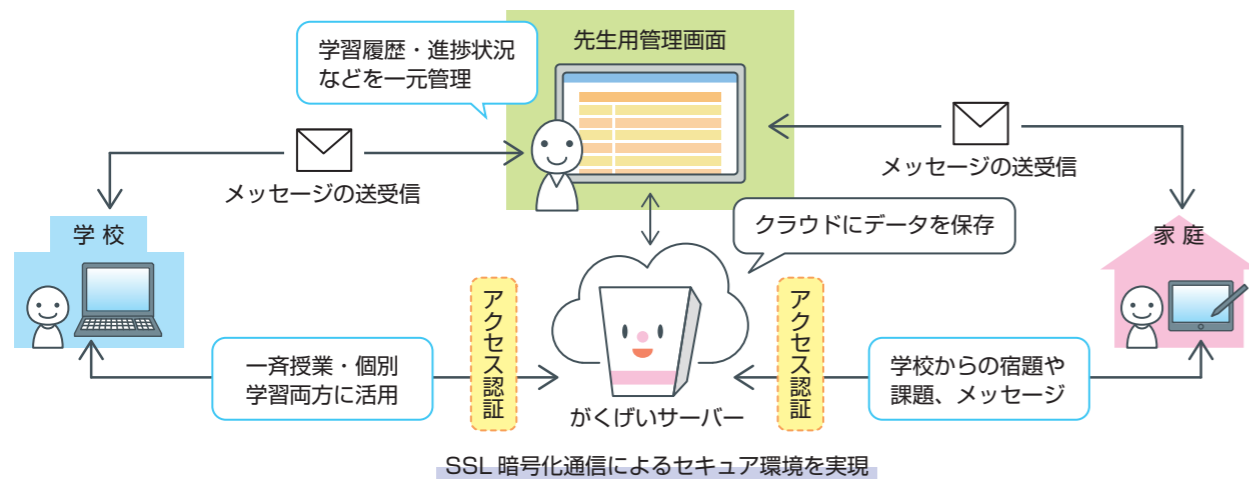 先生用管理画面
学習履歴・進捗状況
などを一元管理
メッセージの送受信
メッセージの送受信
クラウドにデータを保存
学校
家庭
アクセス認証
アクセス認証
一斉授業・個別
学習両方に活用
学校からの宿題や
課題、メッセージ
がくげいサーバー
SSL 暗号化通信によるセキュア環境を実現